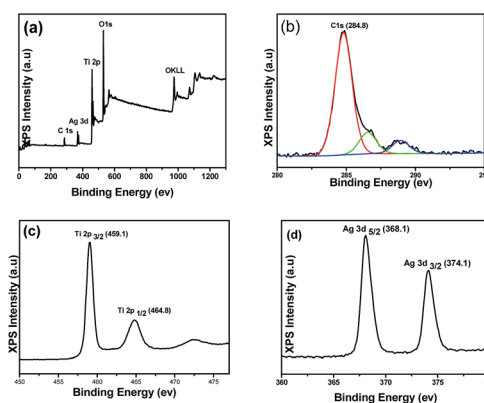 (a)
O1s
Ti 2p
OKLL
Ag 3d
C 1s
XPS Intensity (a.u)
0 200 400 600 800 1000 1200
Binding Energy (ev)
(b)
C1s (284.8)
XPS Intensity (a.u)
280 285 290 295
Binding Energy (ev)
(c)
Ti 2p 3/2 (459.1)
Ti 2p 1/2 (464.8)
XPS Intensity (a.u)
450 455 460 465 470 475
Binding Energy (ev)
(d)
Ag 3d 5/2 (368.1)
Ag 3d 3/2 (374.1)
XPS Intensity (a.u)
360 365 370 375 380
Binding Energy (ev)